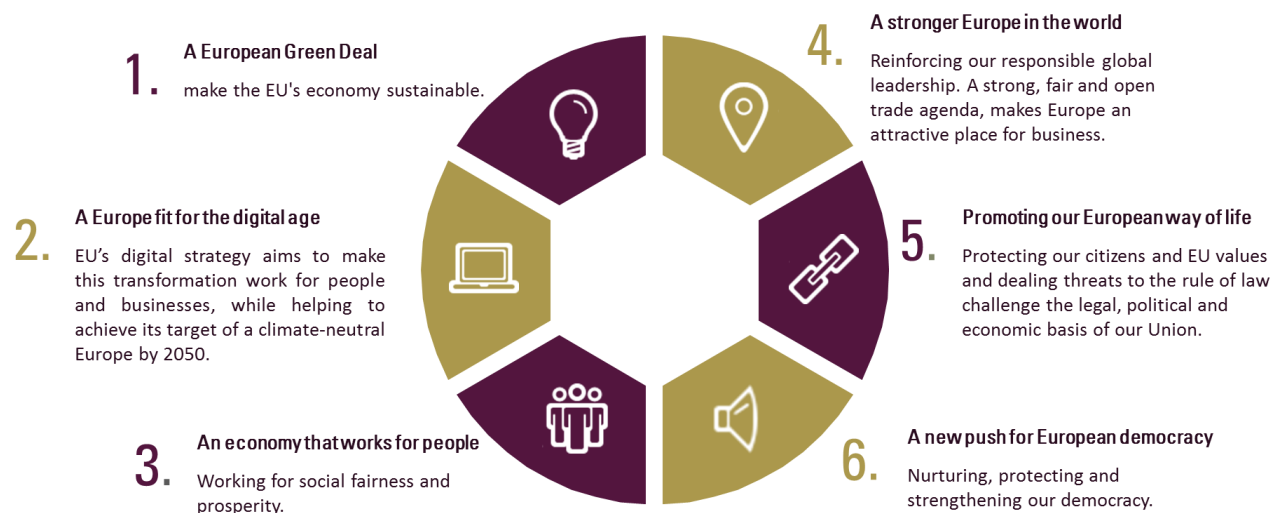 1.
A European Green Deal
make the EU's economy sustainable.
2.
A Europe fit for the digital age
EU’s digital strategy aims to make
this transformation work for people
and businesses, while helping to
achieve its target of a climate-neutral
Europe by 2050.
3.
An economy that works for people
Working for social fairness and
prosperity.
4.
A stronger Europe in the world
Reinforcing our responsible global
leadership. A strong, fair and open
trade agenda, makes Europe an
attractive place for business.
5.
Promoting our European way of life
Protecting our citizens and EU values
and dealing threats to the rule of law
challenge the legal, political and
economic basis of our Union.
6.
A new push for European democracy
Nurturing, protecting and
strengthening our democracy.